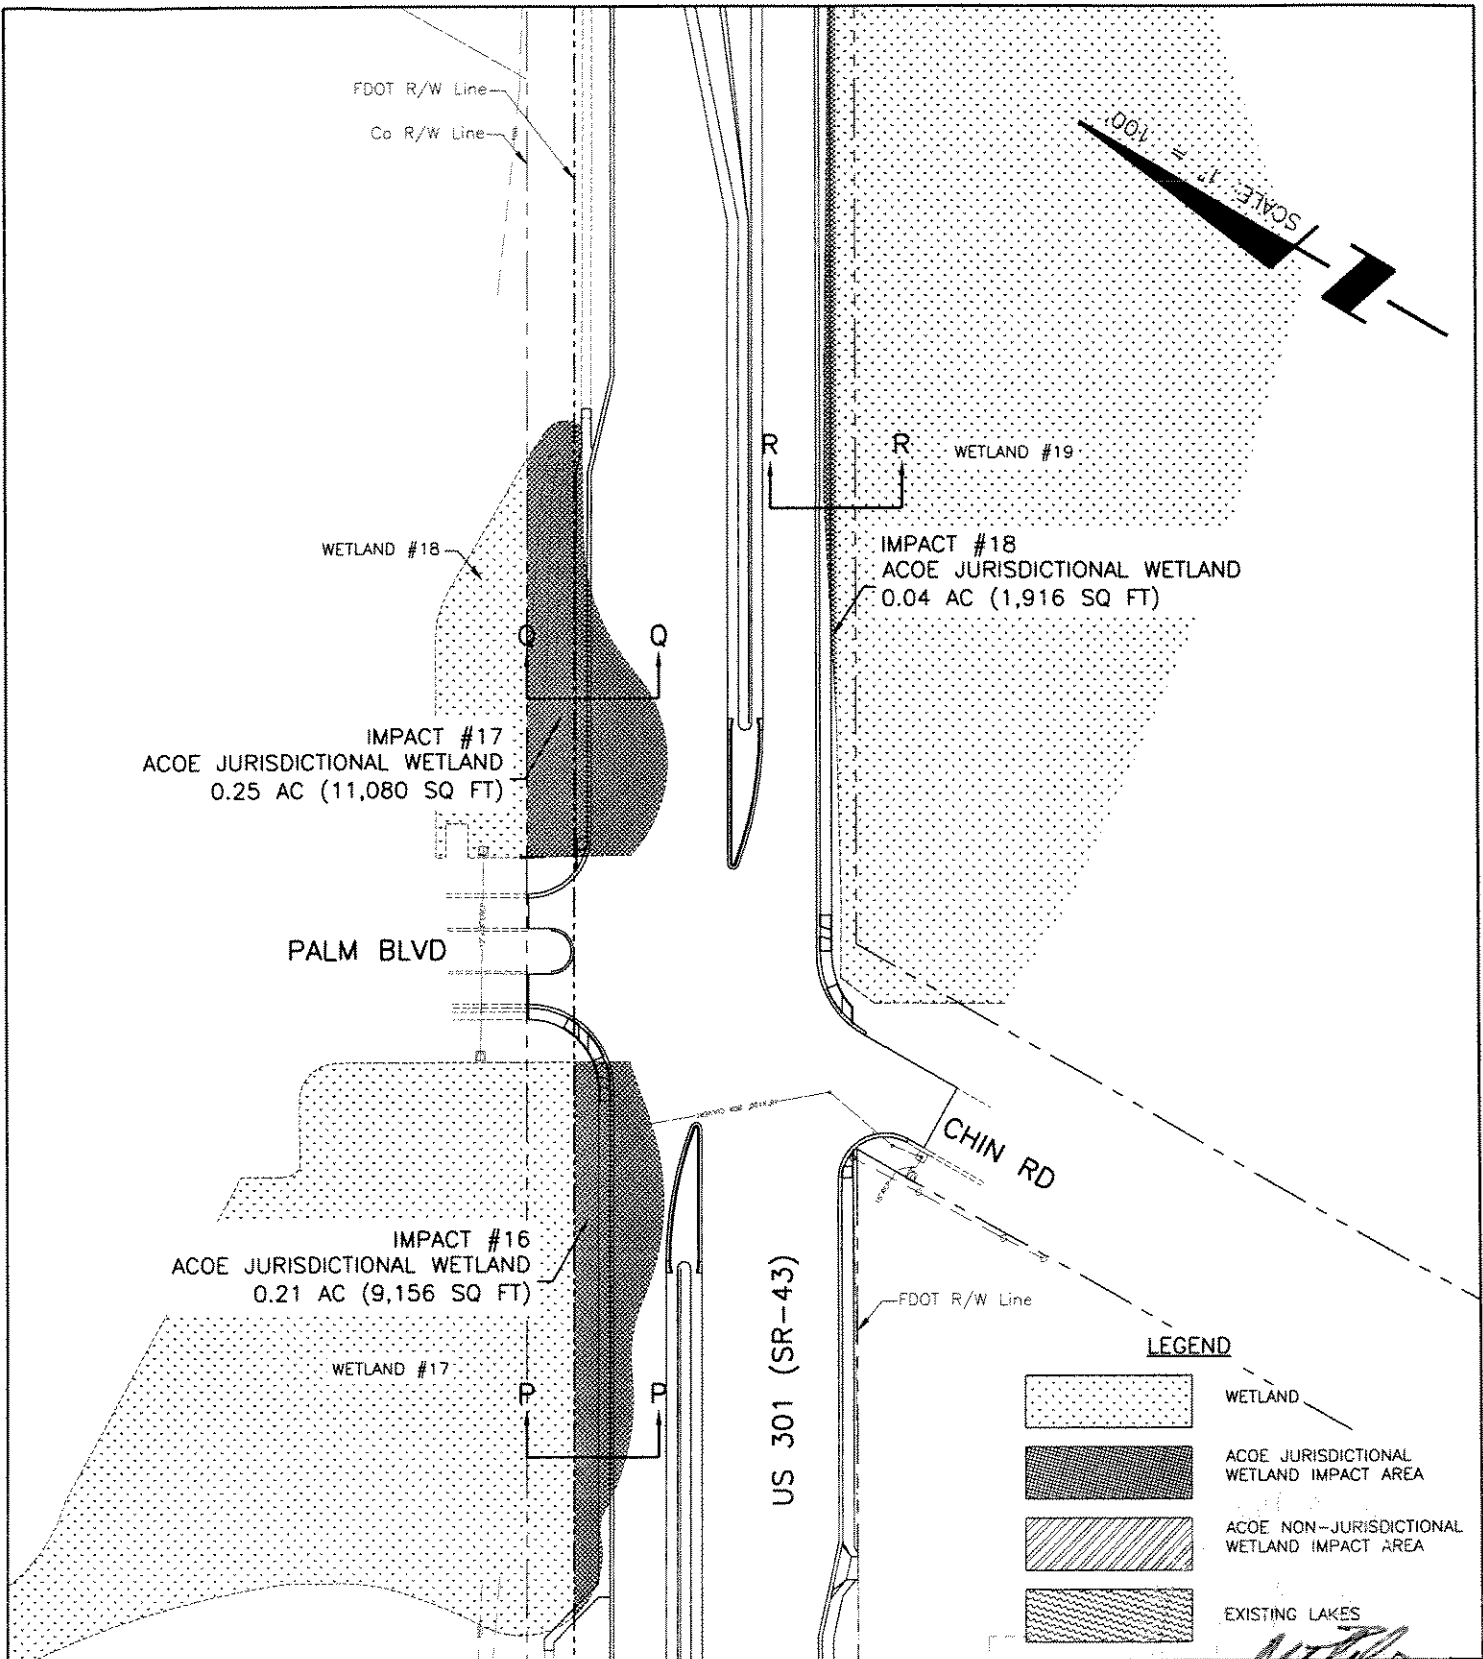 FDOT R/W Line
Co R/W Line
SCALE: 1" = 100'
R R
WETLAND #19
WETLAND #18
IMPACT #18
ACOE JURISDICTIONAL WETLAND
0.04 AC (1,916 SQ FT)
Q Q
IMPACT #17
ACOE JURISDICTIONAL WETLAND
0.25 AC (11,080 SQ FT)
PALM BLVD
CHIN RD
IMPACT #16
ACOE JURISDICTIONAL WETLAND
0.21 AC (9,156 SQ FT)
US 301 (SR-43)
FDOT R/W Line
WETLAND #17
P P
LEGEND
WETLAND
ACOE JURISDICTIONAL
WETLAND IMPACT AREA
ACOE NON-JURISDICTIONAL
WETLAND IMPACT AREA
EXISTING LAKES